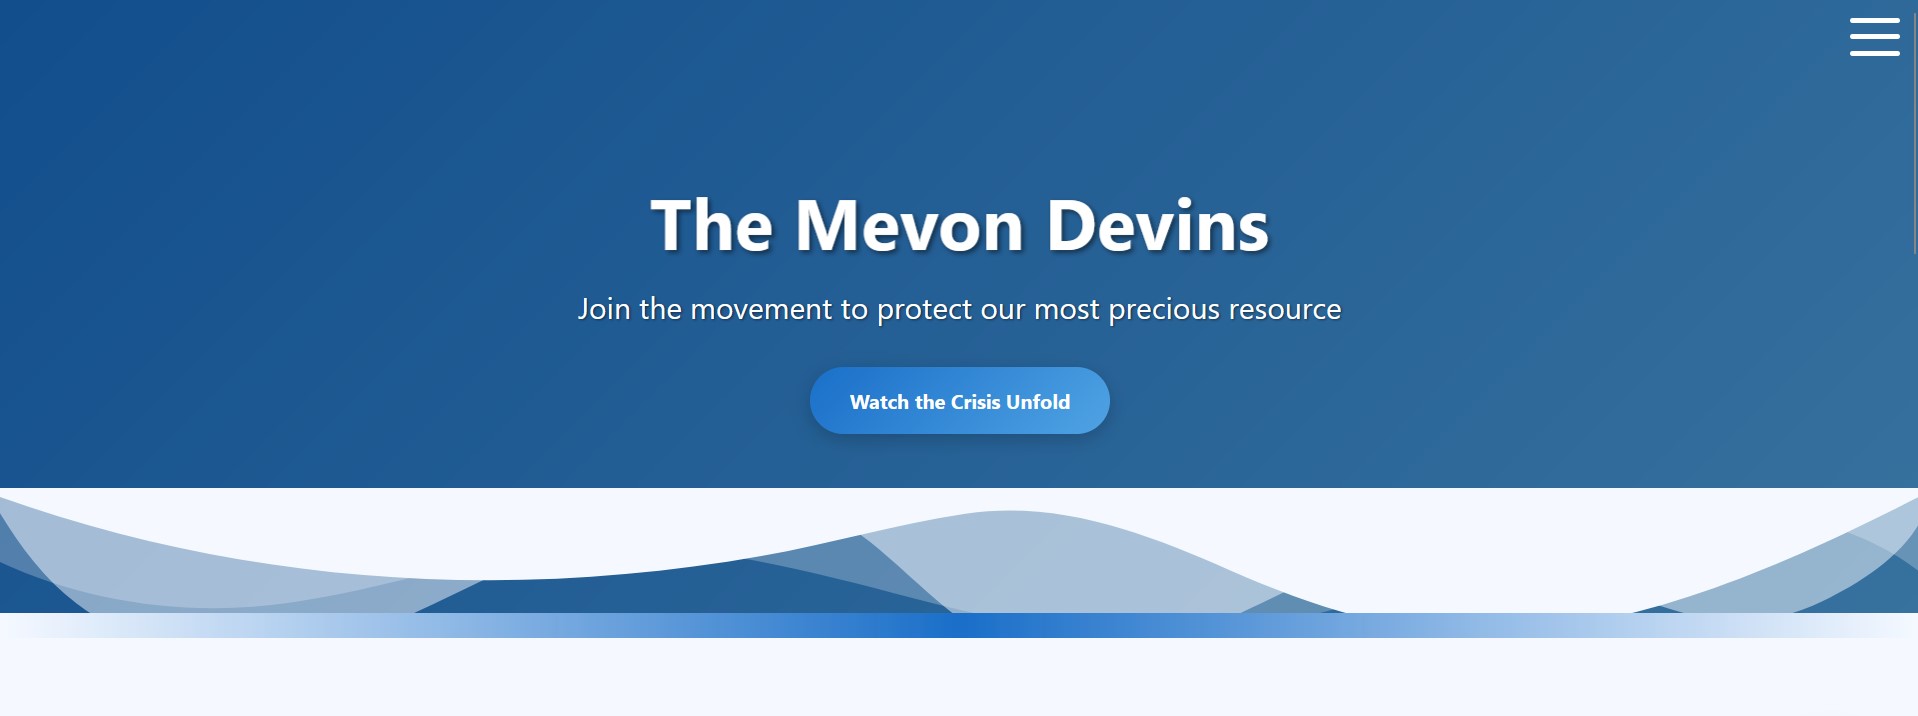 The Mevon Devins
Join the movement to protect our most precious resource
Watch the Crisis Unfold